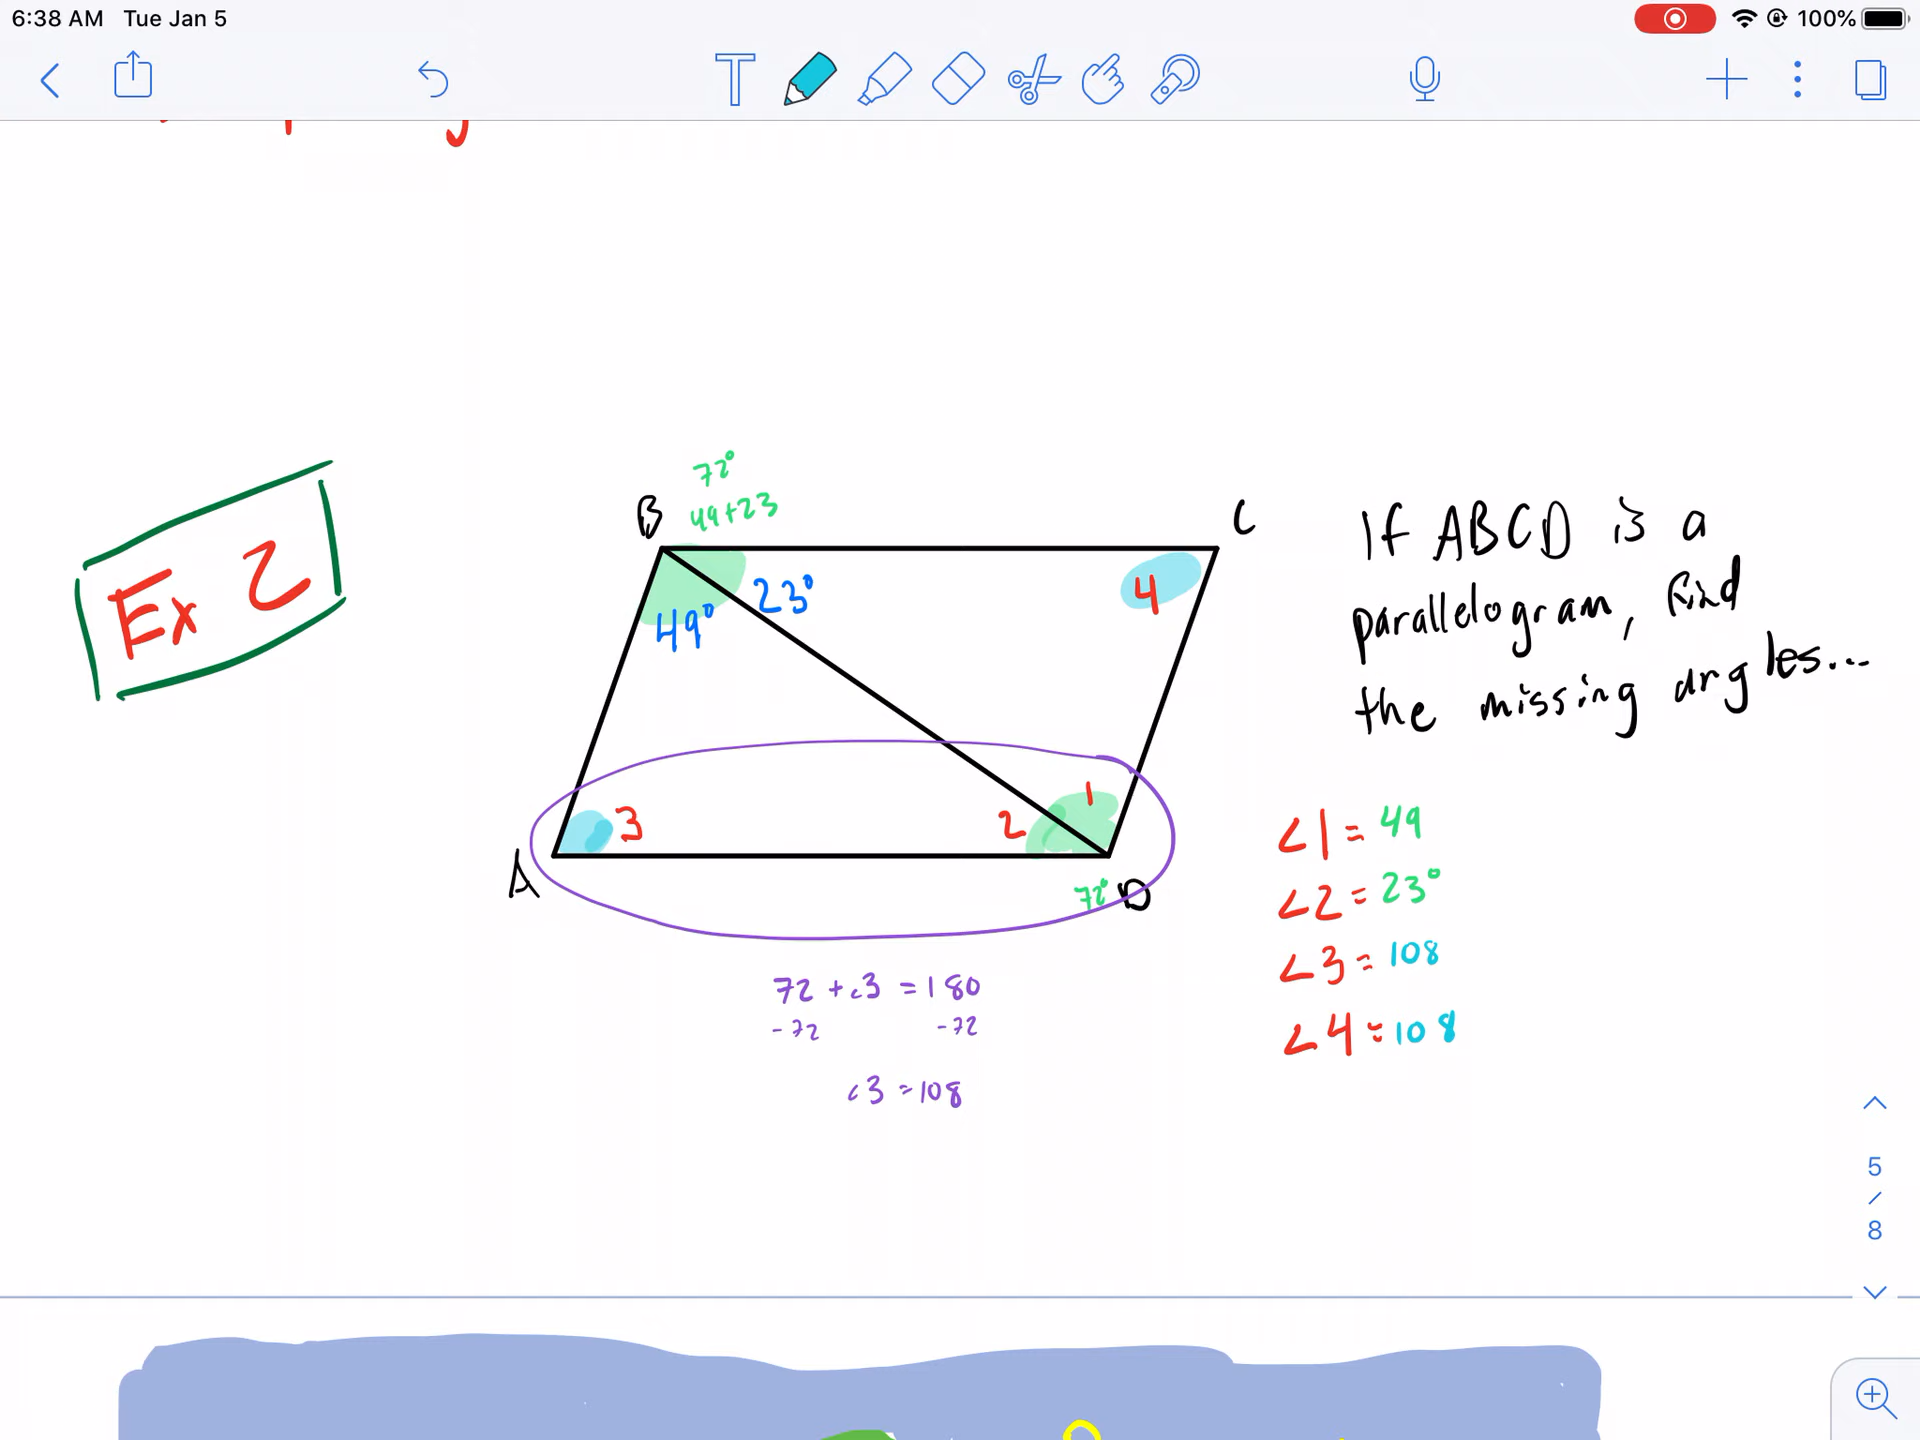 6:38 AM Tue Jan 5
100%
T
Ex 2
72°
49+23
B
C
23°
49°
4
1
3
2
A
72°
D
72 + <3 = 180
-72 -72
<3 = 108
If ABCD is a
parallelogram, find
the missing angles...
<1 = 49
<2 = 23°
<3 = 108
<4 = 108
5
/
8